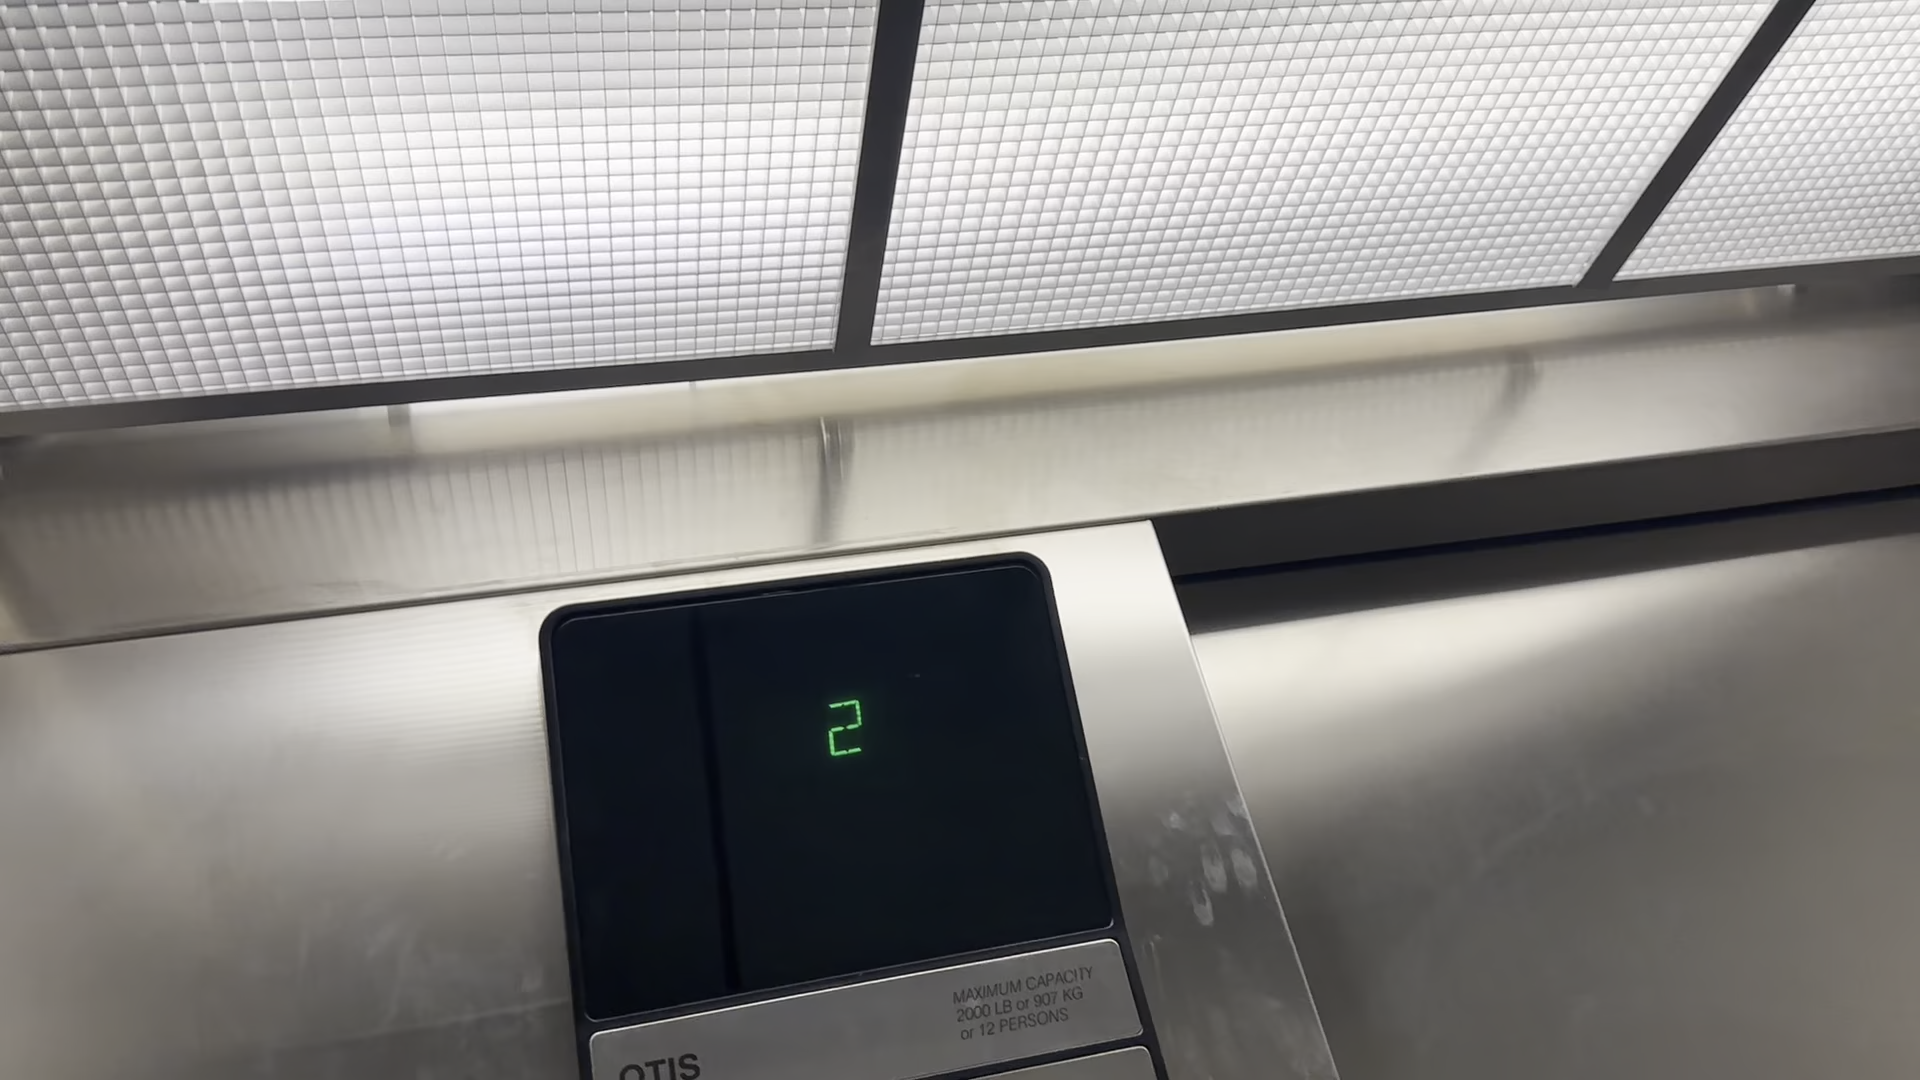 2
MAXIMUM CAPACITY
2000 LB or 907 KG
or 12 PERSONS
OTIS